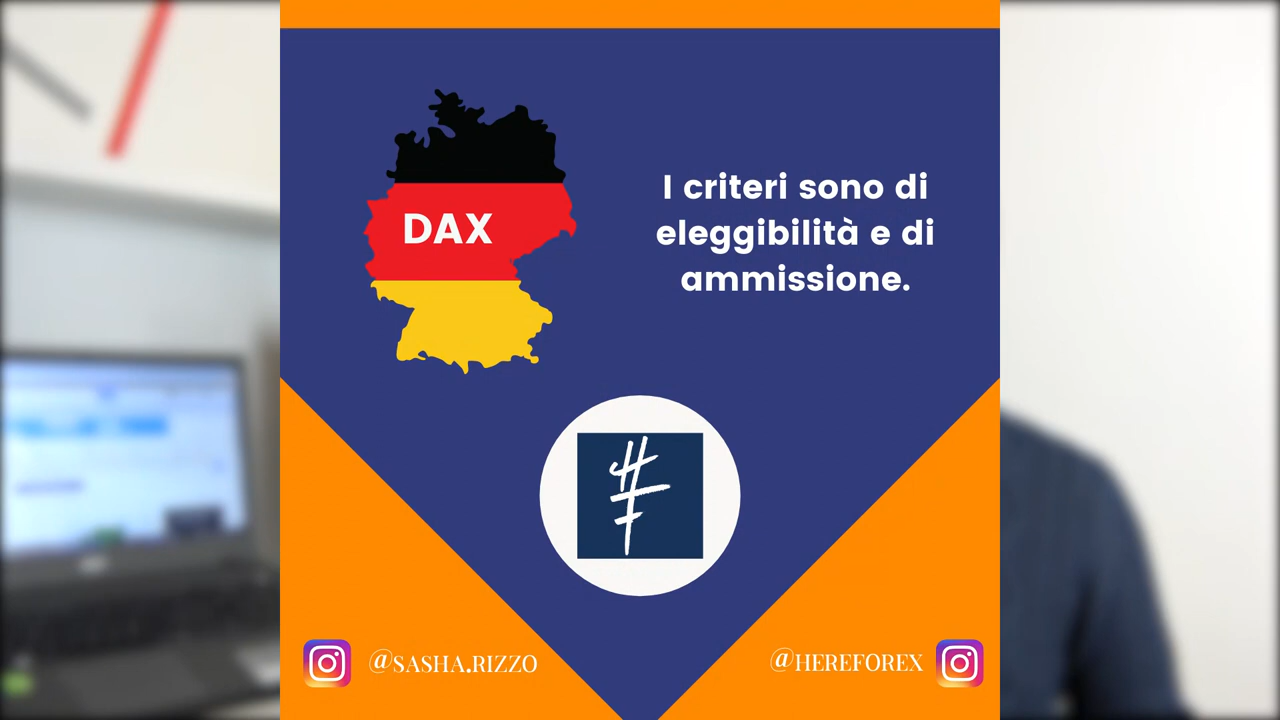 DAX
I criteri sono di
eleggibilità e di
ammissione.
@SASHA.RIZZO
@HEREFOREX